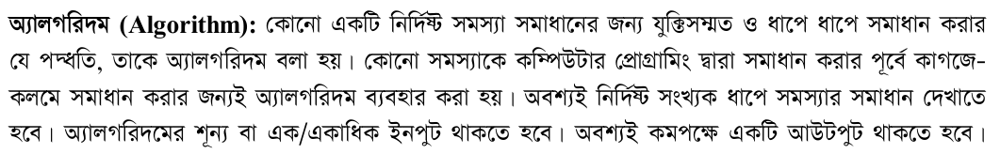 অ্যালগরিদম (Algorithm): কোনো একটি নির্দিষ্ট সমস্যা সমাধানের জন্য যুক্তিসম্মত ও ধাপে ধাপে সমাধান করার
যে পদ্ধতি, তাকে অ্যালগরিদম বলা হয়। কোনো সমস্যাকে কম্পিউটার প্রোগ্রামিং দ্বারা সমাধান করার পূর্বে কাগজে-
কলমে সমাধান করার জন্যই অ্যালগরিদম ব্যবহার করা হয়। অবশ্যই নির্দিষ্ট সংখ্যক ধাপে সমস্যার সমাধান দেখাতে
হবে। অ্যালগরিদমের শূন্য বা এক/একাধিক ইনপুট থাকতে হবে। অবশ্যই কমপক্ষে একটি আউটপুট থাকতে হবে।